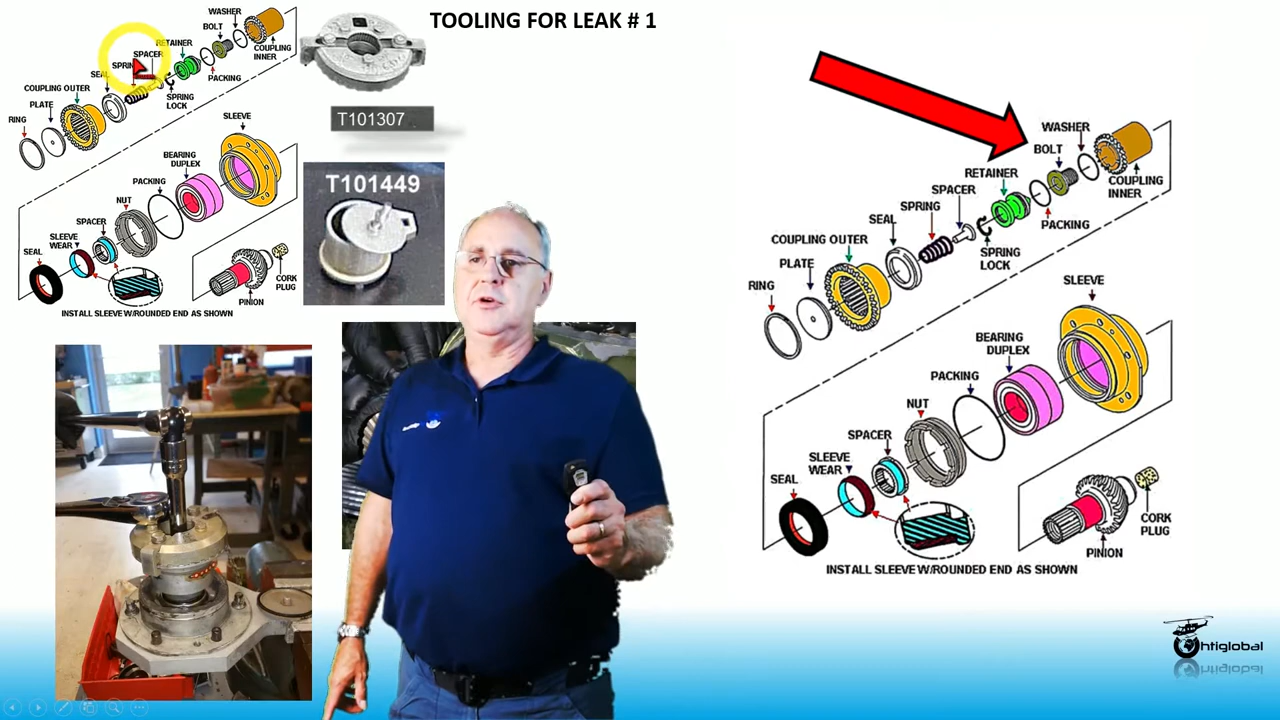 TOOLING FOR LEAK # 1
WASHER
BOLT
RETAINER
SPACER
COUPLING
INNER
PACKING
SEAL
SPRING
LOCK
COUPLING OUTER
PLATE
RING
SLEEVE
BEARING
DUPLEX
PACKING
NUT
SPACER
SLEEVE
WEAR
SEAL
CORK
PLUG
PINION
INSTALL SLEEVE W/ROUNDED END AS SHOWN
T101307
T101449
WASHER
BOLT
RETAINER
COUPLING
INNER
SPACER
SPRING
PACKING
SEAL
SPRING
LOCK
COUPLING OUTER
PLATE
RING
SLEEVE
BEARING
DUPLEX
PACKING
NUT
SPACER
SLEEVE
WEAR
SEAL
CORK
PLUG
PINION
INSTALL SLEEVE W/ROUNDED END AS SHOWN
htiglobal